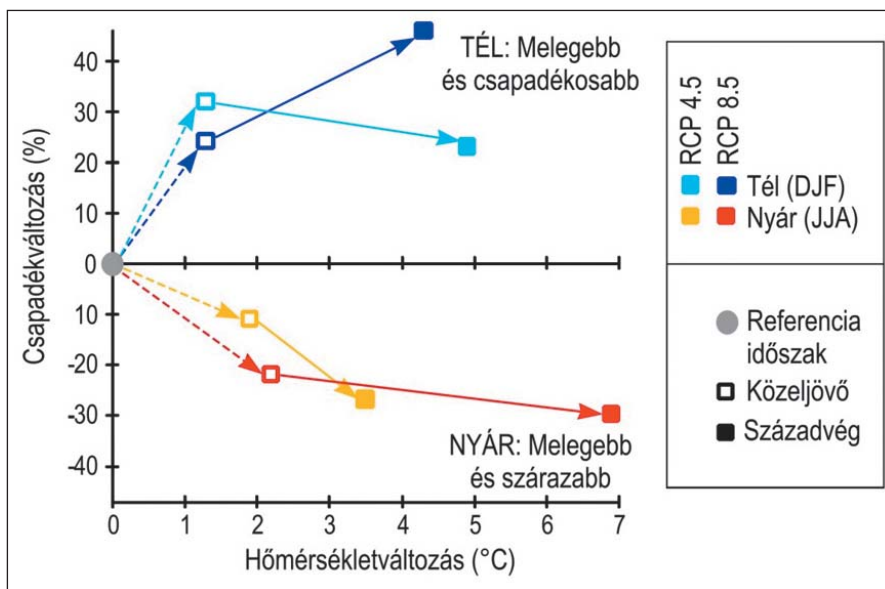 40
30
20
10
0
10
-20
-30
-40
Csapadékváltozás (%)
0 1 2 3 4 5 6 7
Hőmérsékletváltozás (°C)
TÉL: Melegebb
és csapadékosabb
NYÁR: Melegebb
és szárazabb
RCP 4.5
RCP 8.5
Tél (DJF)
Nyár (JJA)
Referencia
időszak
Közeljövő
Századvég